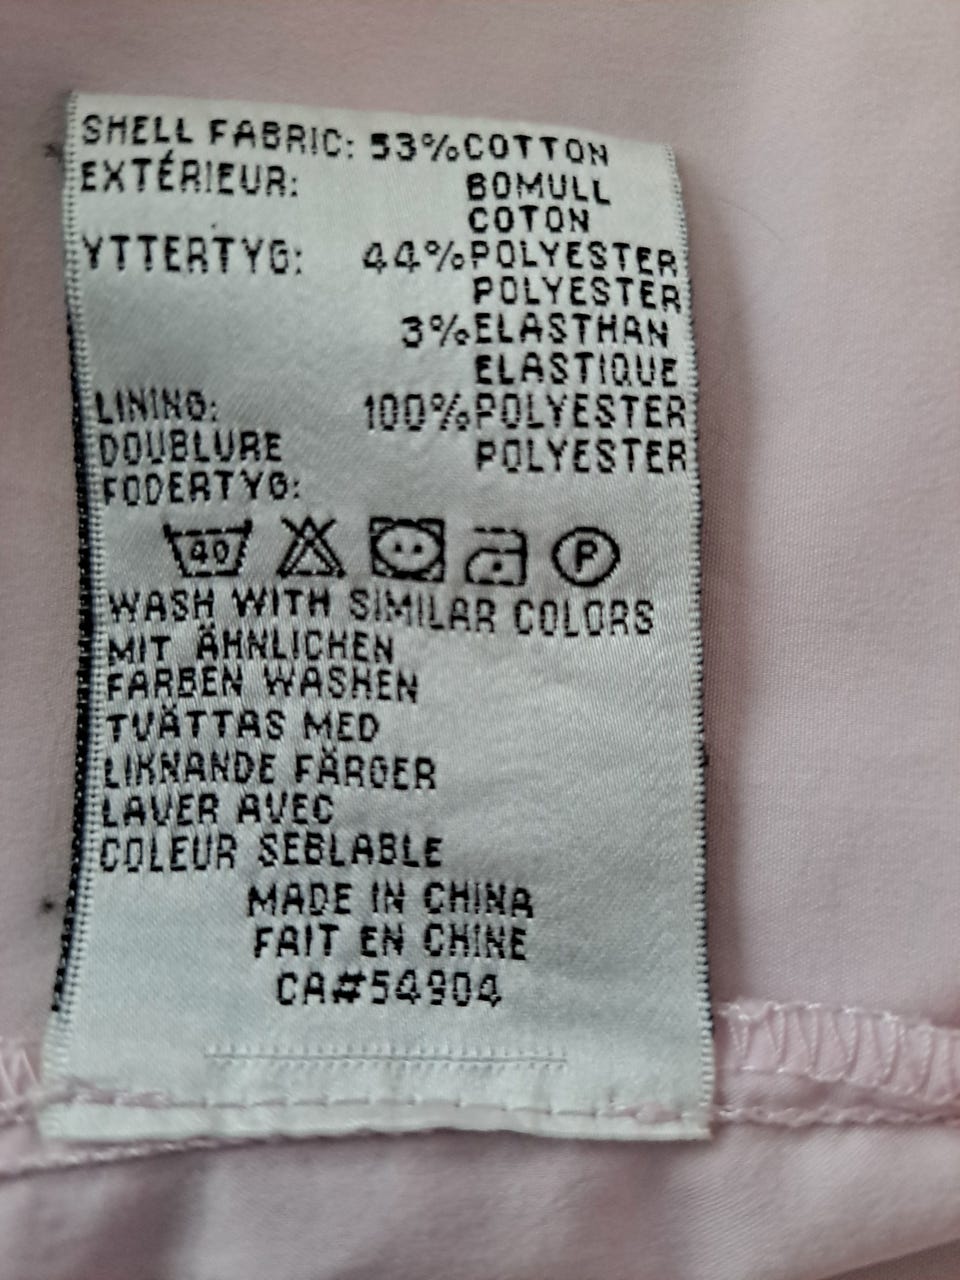 SHELL FABRIC: 53% COTTON
EXTÉRIEUR: BOMULL
COTON
YTTERTYG: 44% POLYESTER
POLYESTER
3% ELASTHAN
ELASTIQUE
LINING: 100% POLYESTER
DOUBLURE POLYESTER
FODERTYG:
40 P
WASH WITH SIMILAR COLORS
MIT ÄHNLICHEN
FARBEN WASHEN
TVÄTTAS MED
LIKNANDE FÄRGER
LAVER AVEC
COLEUR SEBLABLE
MADE IN CHINA
FAIT EN CHINE
CA#54904